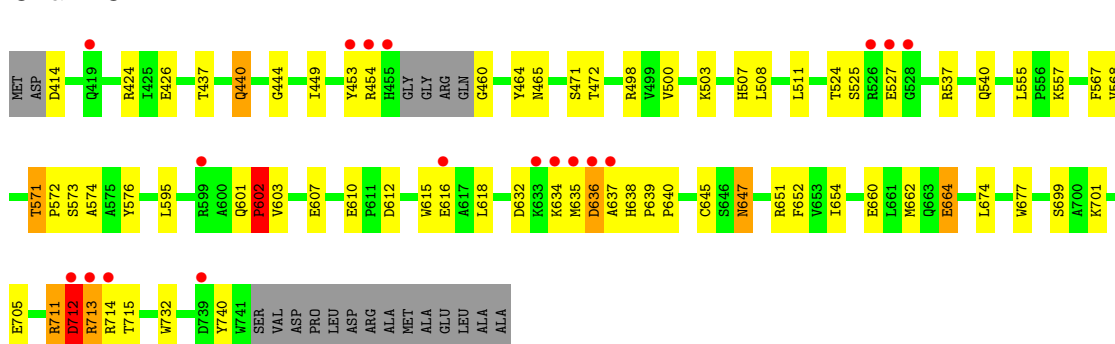 MET ASP D414 Q419 R424 I425 E426 T437 Q440 G444 I449 Y453 R454 H455 GLY GLY ARG GLN G460 Y464 N465 S471 T472 R498 V499 V500 K503 H507 L508 L511 T524 S525 R526 E527 G528 R537 Q540 L555 P556 K557 F567 V568
T571 P572 S573 A574 A575 Y576 L595 R599 A600 Q601 P602 V603 E607 E610 P611 D612 W615 E616 A617 L618 D632 K633 K634 M635 D636 A637 H638 P639 P640 C645 S646 N647 R651 F652 V653 I654 E660 L661 M662 Q663 E664 L674 W677 S699 A700 K701
E705 R711 D712 R713 R714 T715 W732 D739 Y740 W741 SER VAL ASP PRO LEU ASP ARG ALA MET ALA GLU LEU ALA ALA